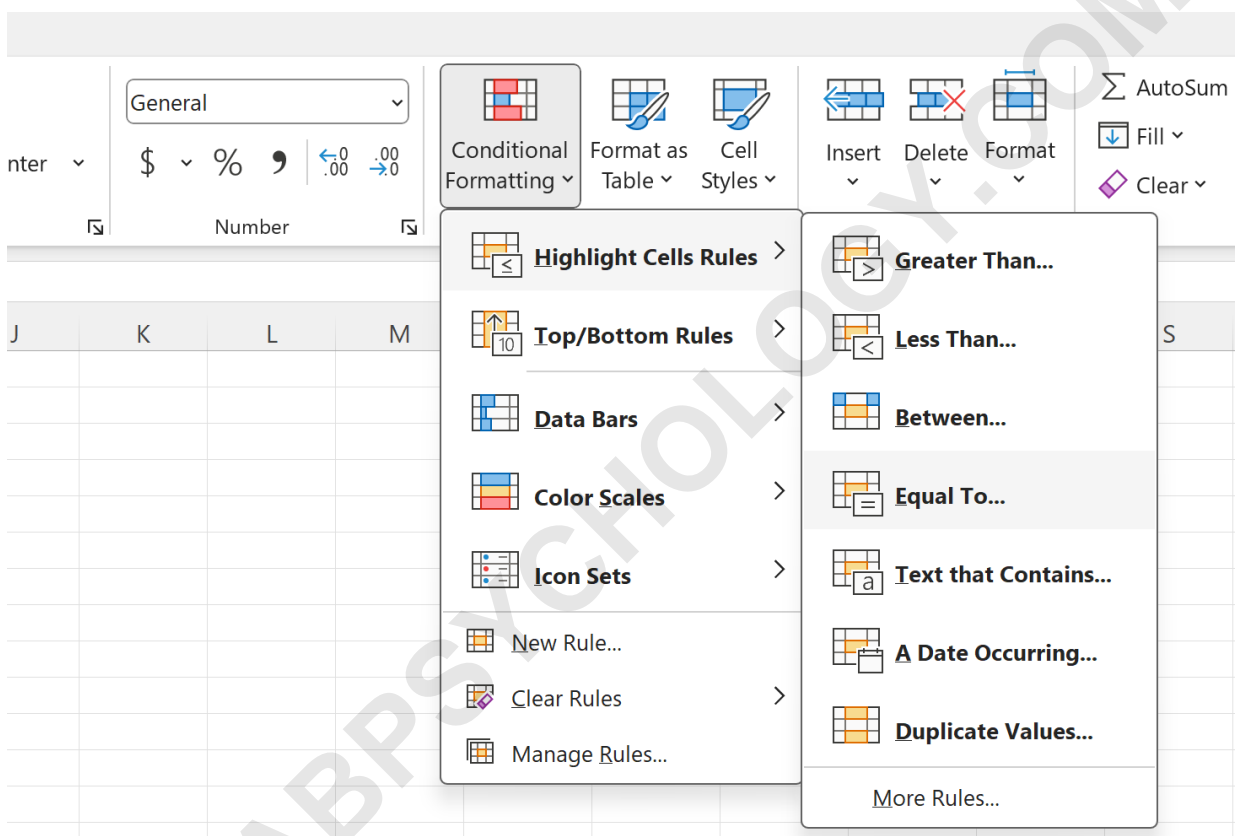 General
AutoSum
Fill
Clear
nter
$
%
,
←0
.00
.00
→.0
Conditional
Formatting
Format as
Table
Cell
Styles
Insert
Delete
Format
Number
J
K
L
M
S
Highlight Cells Rules
≤
Top/Bottom Rules
10
Data Bars
Color Scales
Icon Sets
New Rule...
Clear Rules
Manage Rules...
Greater Than...
>
Less Than...
<
Between...
Equal To...
=
Text that Contains...
a
A Date Occurring...
Duplicate Values...
More Rules...
ABPSYCHOLOGY.COM